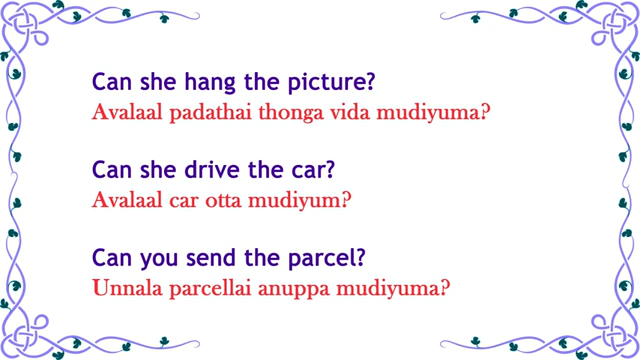 Can she hang the picture?
Avalaal padathai thonga vida mudiyuma?
Can she drive the car?
Avalaal car otta mudiyum?
Can you send the parcel?
Unnala parcellai anuppa mudiyuma?